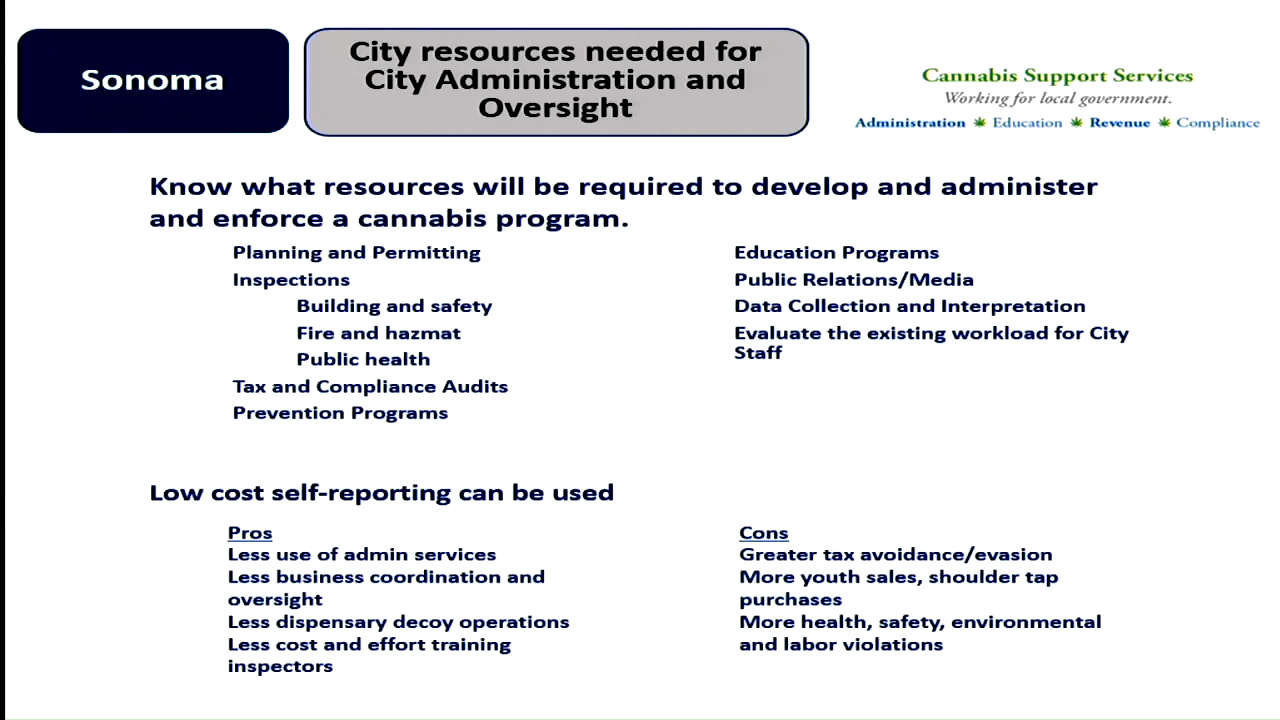 Sonoma
City resources needed for
City Administration and
Oversight
Cannabis Support Services
Working for local government.
Administration Education Revenue Compliance
Know what resources will be required to develop and administer
and enforce a cannabis program.
Planning and Permitting
Inspections
Building and safety
Fire and hazmat
Public health
Tax and Compliance Audits
Prevention Programs
Education Programs
Public Relations/Media
Data Collection and Interpretation
Evaluate the existing workload for City
Staff
Low cost self-reporting can be used
Pros
Less use of admin services
Less business coordination and
oversight
Less dispensary decoy operations
Less cost and effort training
inspectors
Cons
Greater tax avoidance/evasion
More youth sales, shoulder tap
purchases
More health, safety, environmental
and labor violations